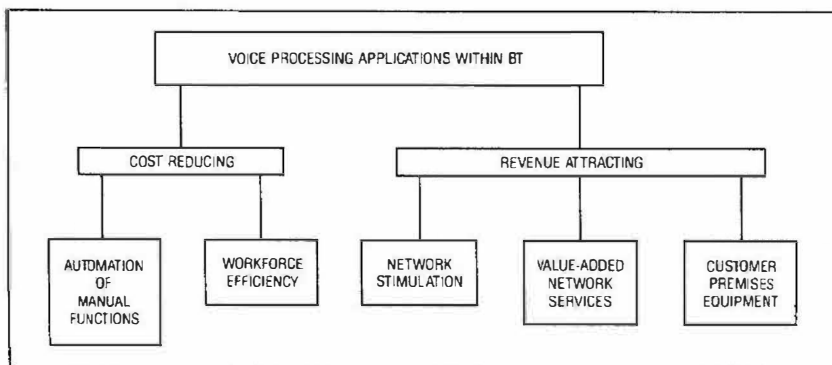 VOICE PROCESSING APPLICATIONS WITHIN BT
COST REDUCING
REVENUE ATTRACTING
AUTOMATION
OF
MANUAL
FUNCTIONS
WORKFORCE
EFFICIENCY
NETWORK
STIMULATION
VALUE-ADDED
NETWORK
SERVICES
CUSTOMER
PREMISES
EQUIPMENT